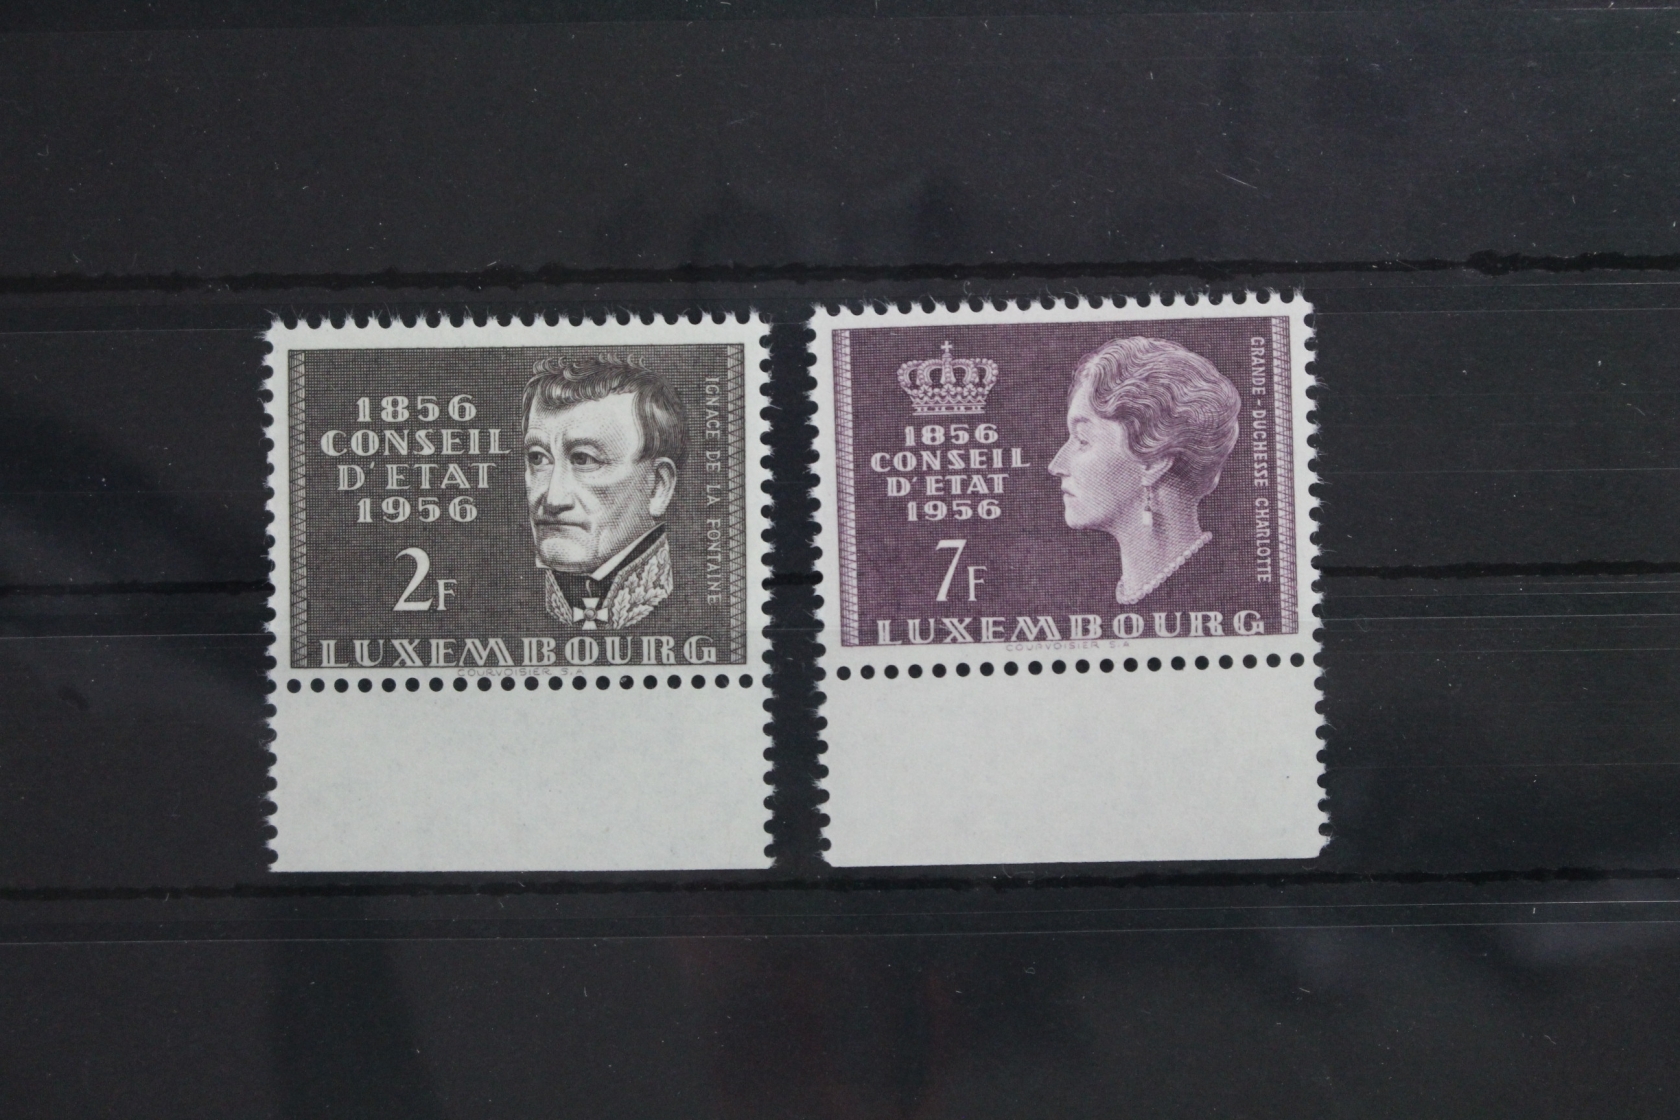 1856
CONSEIL
D'ETAT
1956
2F
LUXEMBOURG
IGNACE DE LA FONTAINE
COURVOISIER S.A
1856
CONSEIL
D'ETAT
1956
7F
LUXEMBOURG
GRANDE-DUCHESSE CHARLOTTE
COURVOISIER S.A